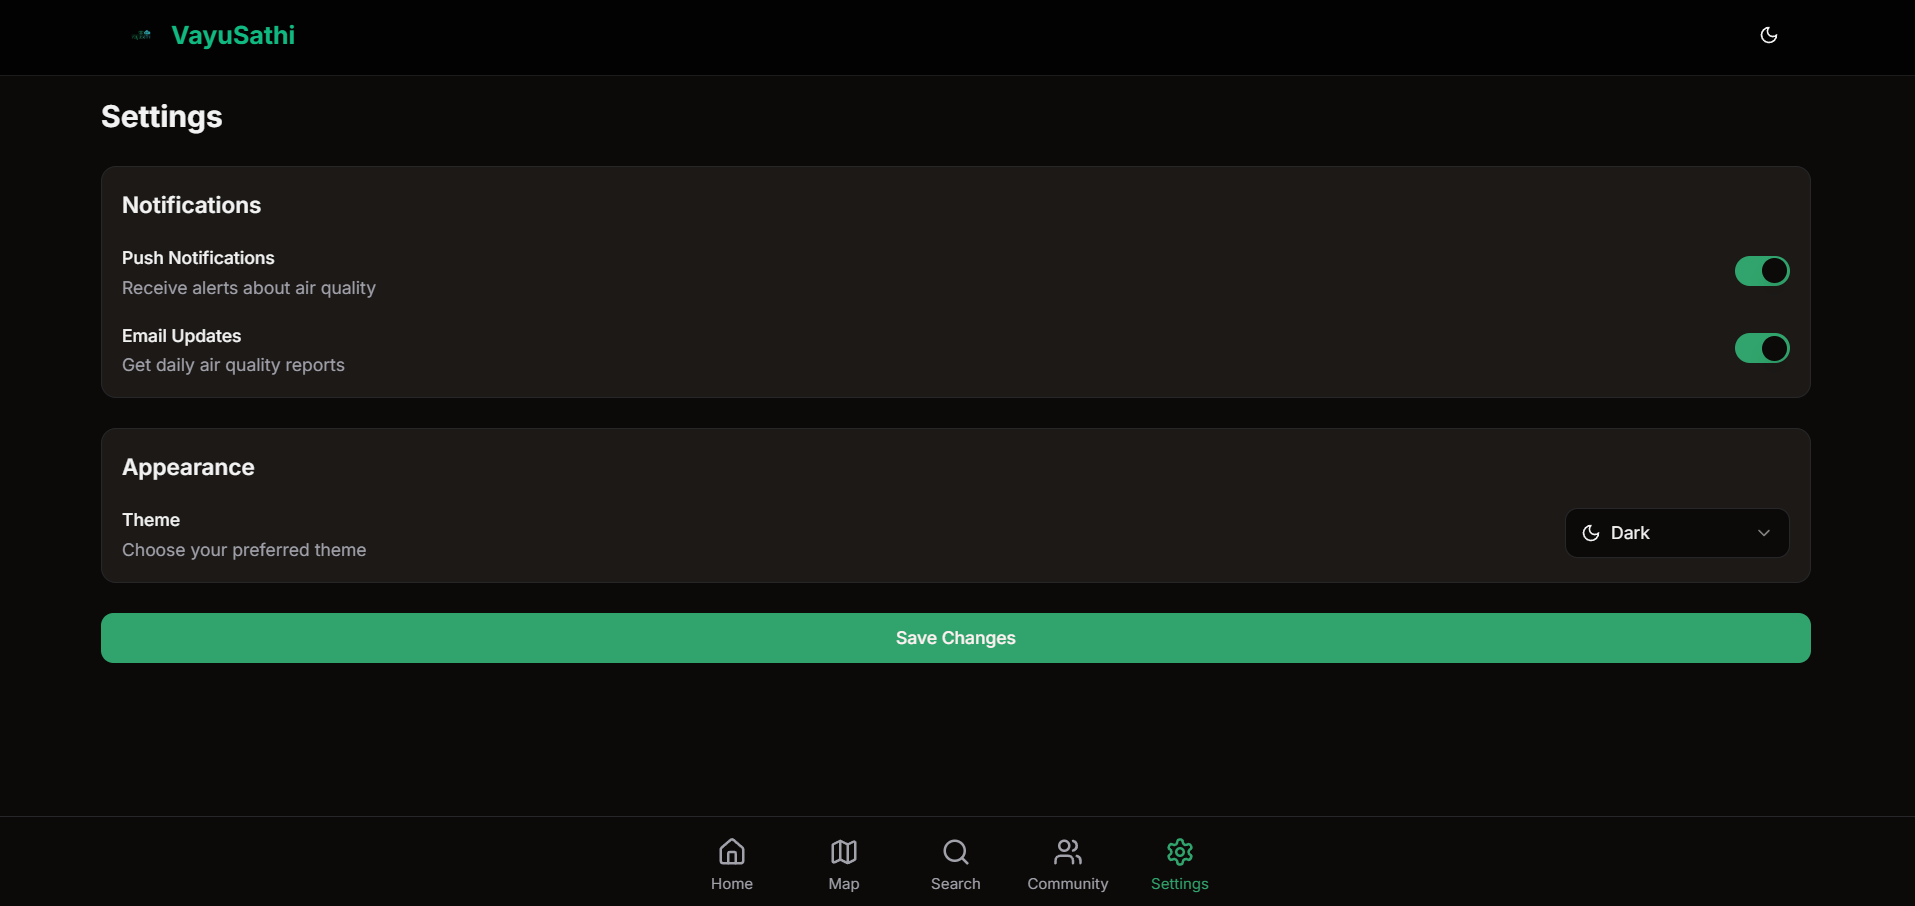 VayuSathi
Settings
Notifications
Push Notifications
Receive alerts about air quality
Email Updates
Get daily air quality reports
Appearance
Theme
Choose your preferred theme
Dark
Save Changes
Home
Map
Search
Community
Settings